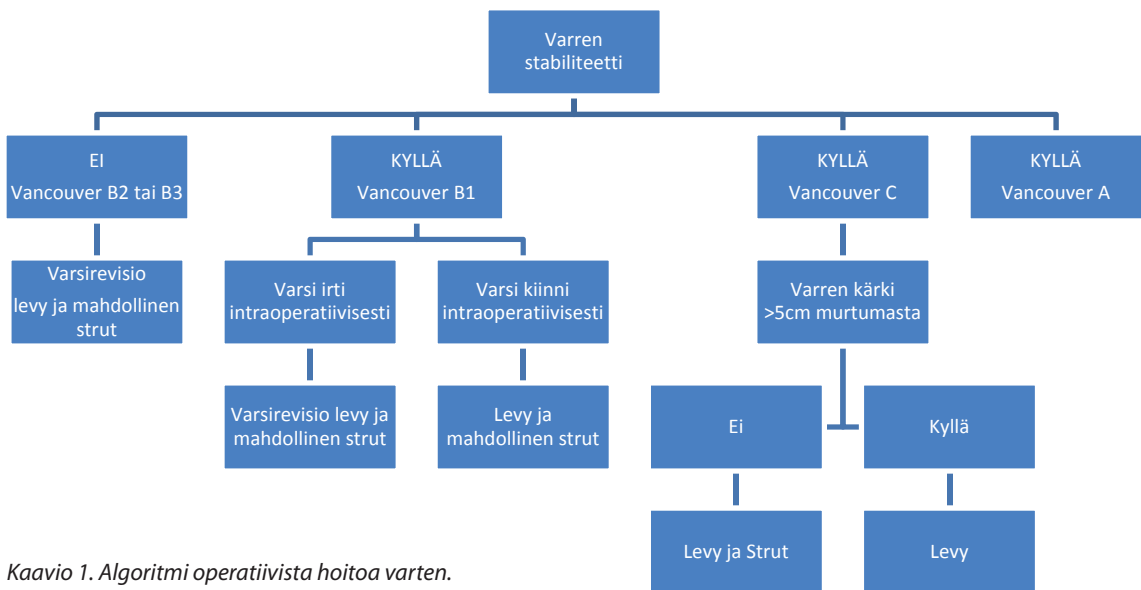 Varren
stabiliteetti
EI
Vancouver B2 tai B3
KYLLÄ
Vancouver B1
KYLLÄ
Vancouver C
KYLLÄ
Vancouver A
Varsirevisio
levy ja mahdollinen
strut
Varsi irti
intraoperatiivisesti
Varsi kiinni
intraoperatiivisesti
Varren kärki
>5cm murtumasta
Varsirevisio levy ja
mahdollinen strut
Levy ja
mahdollinen strut
Ei
Kyllä
Levy ja Strut
Levy
Kaavio 1. Algoritmi operatiivista hoitoa varten.